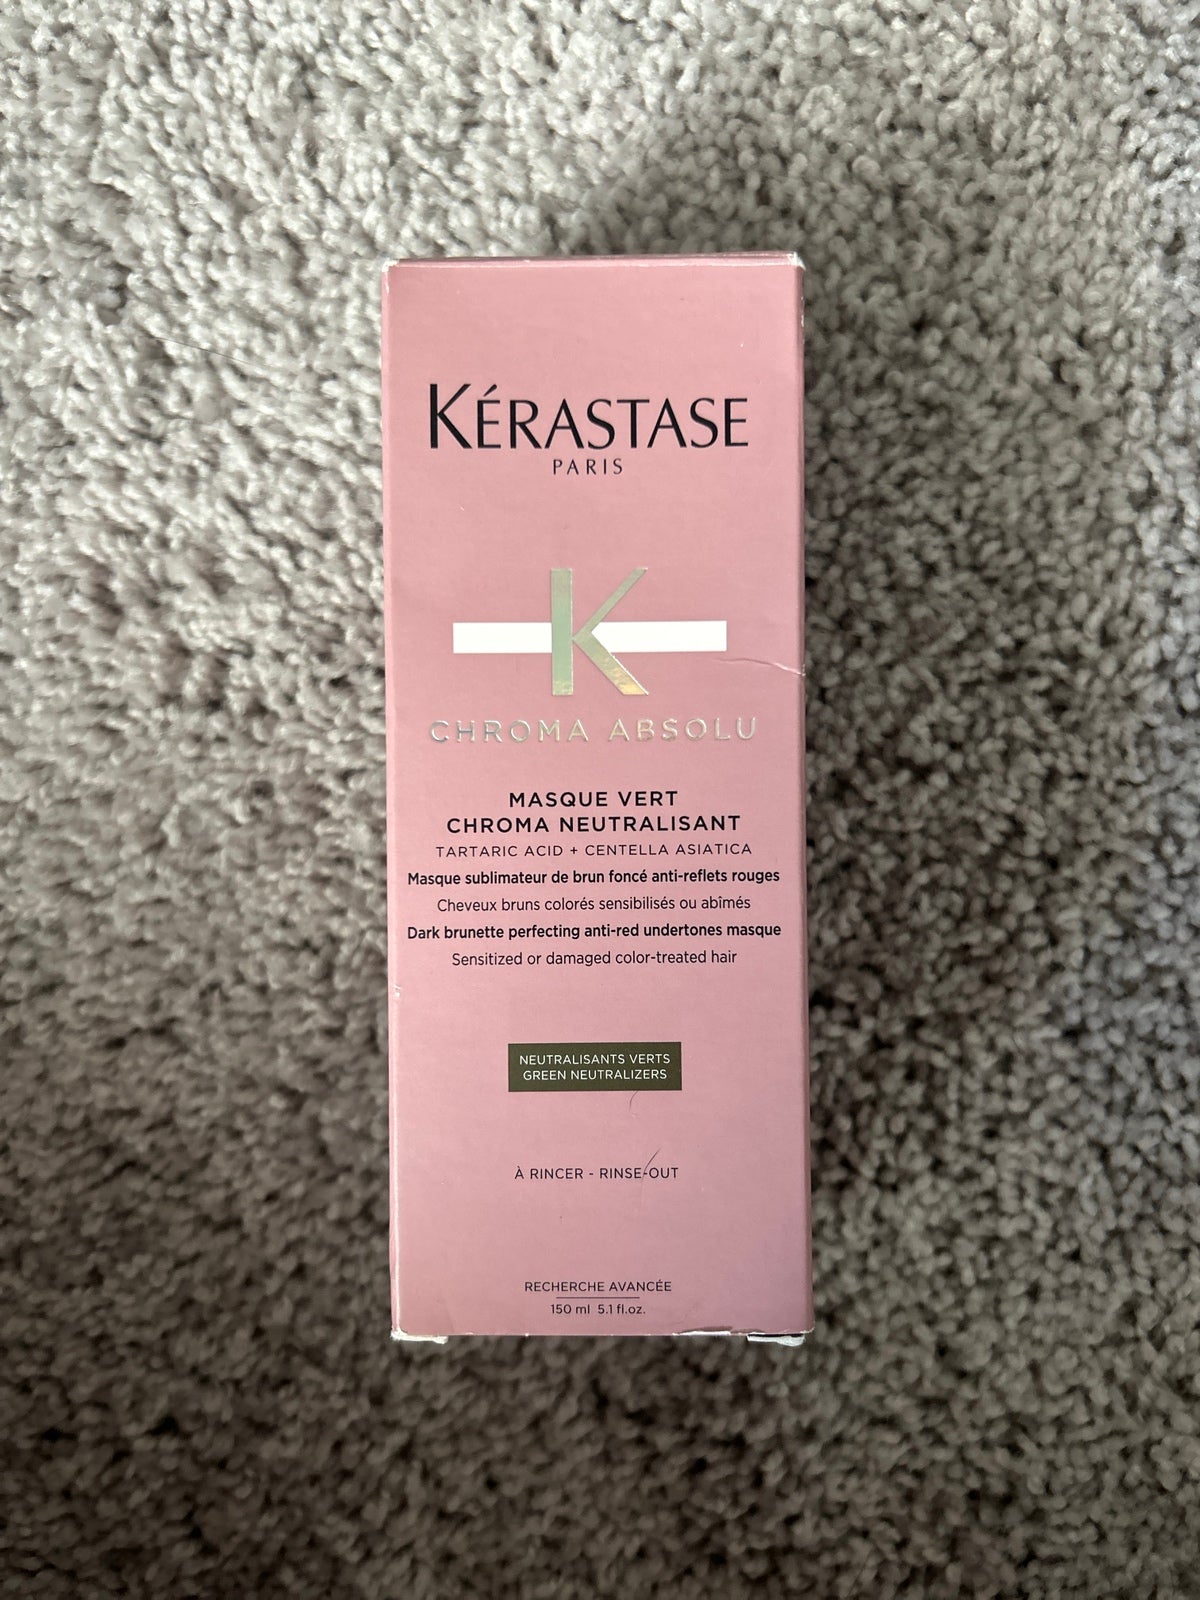 KÉRASTASE
PARIS
K
CHROMA ABSOLU
MASQUE VERT
CHROMA NEUTRALISANT
TARTARIC ACID + CENTELLA ASIATICA
Masque sublimateur de brun foncé anti-reflets rouges
Cheveux bruns colorés sensibilisés ou abîmés
Dark brunette perfecting anti-red undertones masque
Sensitized or damaged color-treated hair
NEUTRALISANTS VERTS
GREEN NEUTRALIZERS
À RINCER - RINSE-OUT
RECHERCHE AVANCÉE
150 ml 5.1 fl.oz.